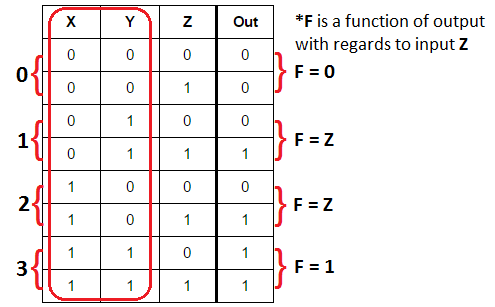 X Y Z Out
0 0 0 0
0 0 1 0
0 1 0 0
0 1 1 1
1 0 0 0
1 0 1 1
1 1 0 1
1 1 1 1
0
1
2
3
*F is a function of output
with regards to input Z
F = 0
F = Z
F = Z
F = 1